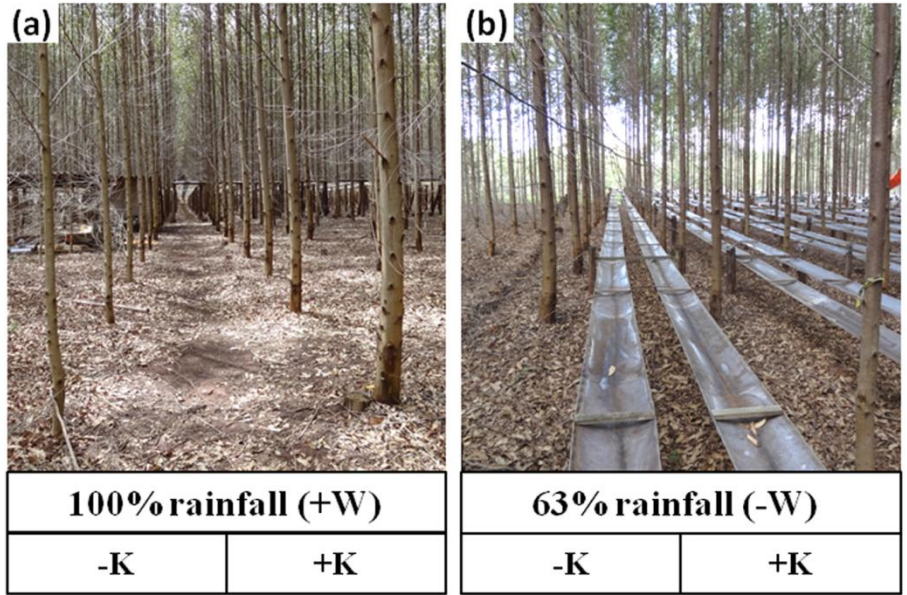 (a)
(b)
100% rainfall (+W)
63% rainfall (-W)
-K
+K
-K
+K